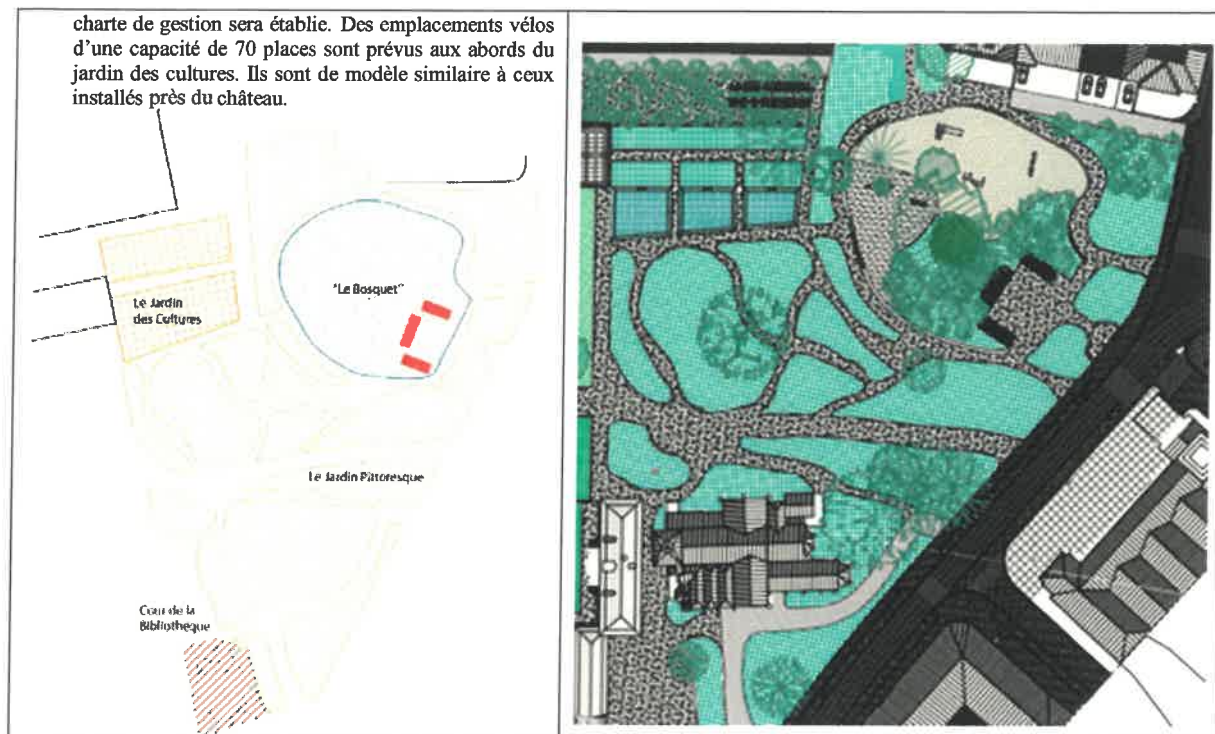 charte de gestion sera établie. Des emplacements vélos
d'une capacité de 70 places sont prévus aux abords du
jardin des cultures. Ils sont de modèle similaire à ceux
installés près du château.
"Le Bosquet"
Le Jardin
des Cultures
Le Jardin Pittoresque
Cour de la
Bibliotheque